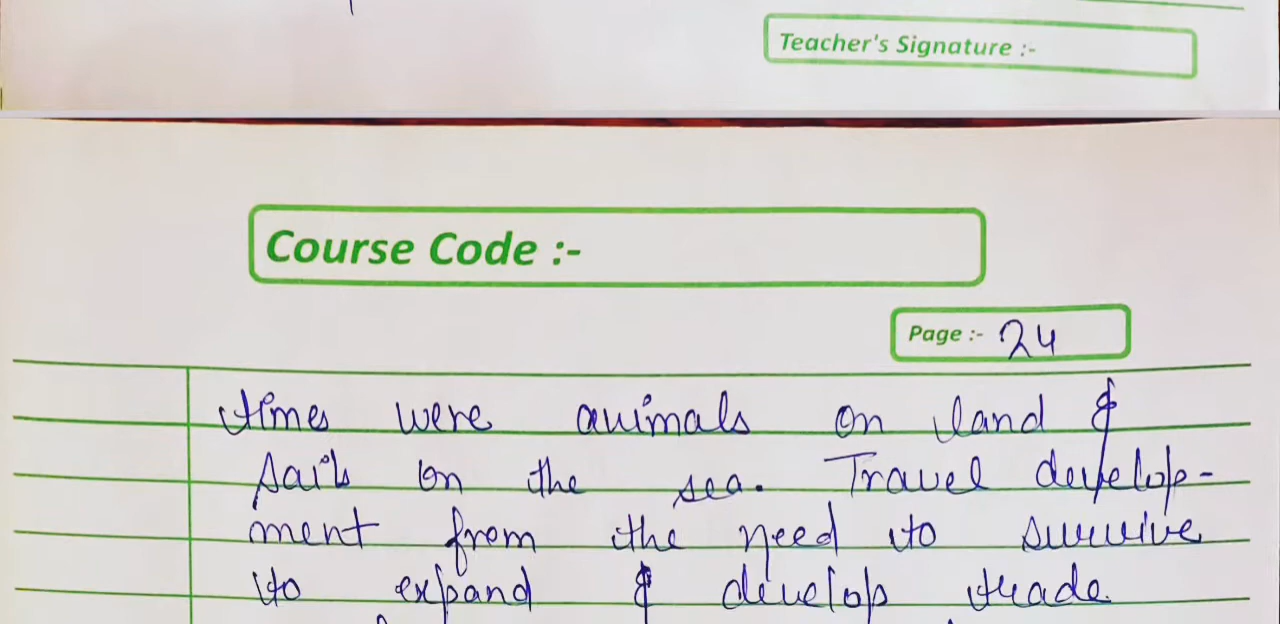 Teacher's Signature :-
Course Code :-
Page :- 24
times were animals on land &
sails on the sea. Travel develop-
ment from the need to survive
to expand & develop trade.